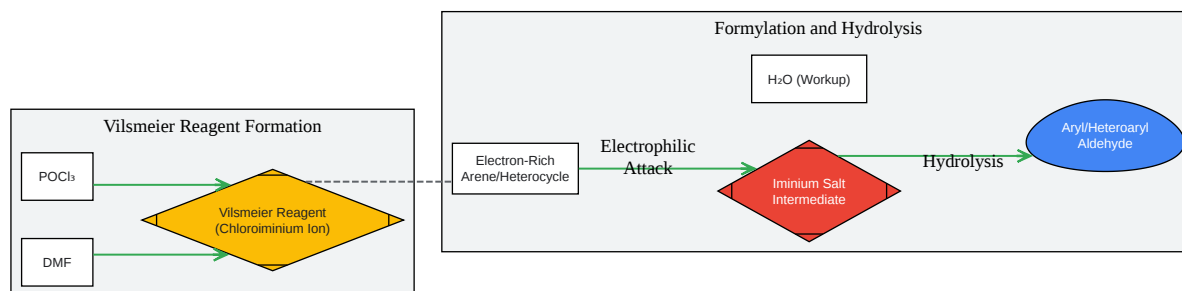 Vilsmeier Reagent Formation
POCl₃
DMF
Vilsmeier Reagent
(Chloroiminium Ion)
Formylation and Hydrolysis
H₂O (Workup)
Electron-Rich
Arene/Heterocycle
Electrophilic
Attack
Iminium Salt
Intermediate
Hydrolysis
Aryl/Heteroaryl
Aldehyde